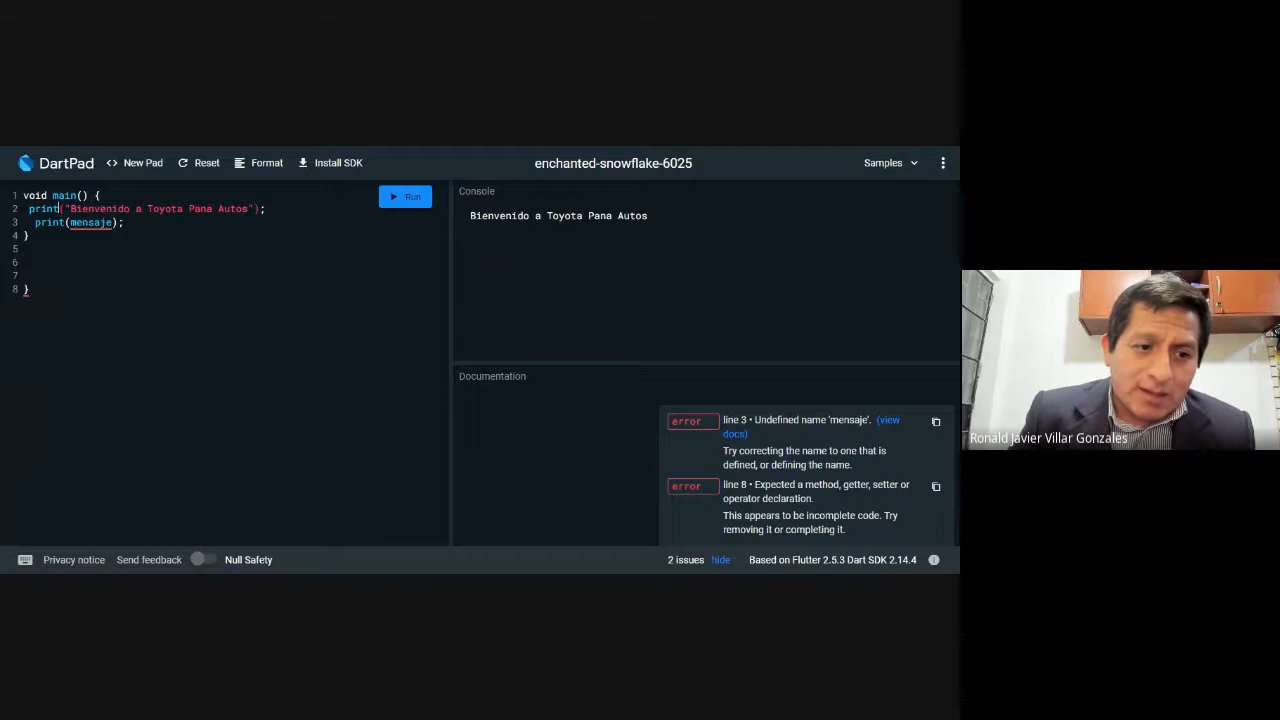 DartPad
<> New Pad
Reset
Format
Install SDK
enchanted-snowflake-6025
Samples
1 void main() {
2 print("Bienvenido a Toyota Pana Autos");
3 print(mensaje);
4 }
5
6
7
8 }
Run
Console
Bienvenido a Toyota Pana Autos
Documentation
error
line 3 • Undefined name 'mensaje'. (view
docs)
Try correcting the name to one that is
defined, or defining the name.
error
line 8 • Expected a method, getter, setter or
operator declaration.
This appears to be incomplete code. Try
removing it or completing it.
Privacy notice
Send feedback
Null Safety
2 issues
hide
Based on Flutter 2.5.3 Dart SDK 2.14.4
Ronald Javier Villar Gonzales